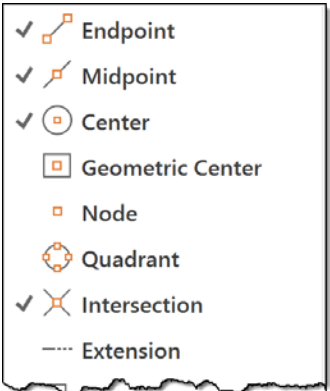 Endpoint
Midpoint
Center
Geometric Center
Node
Quadrant
Intersection
Extension